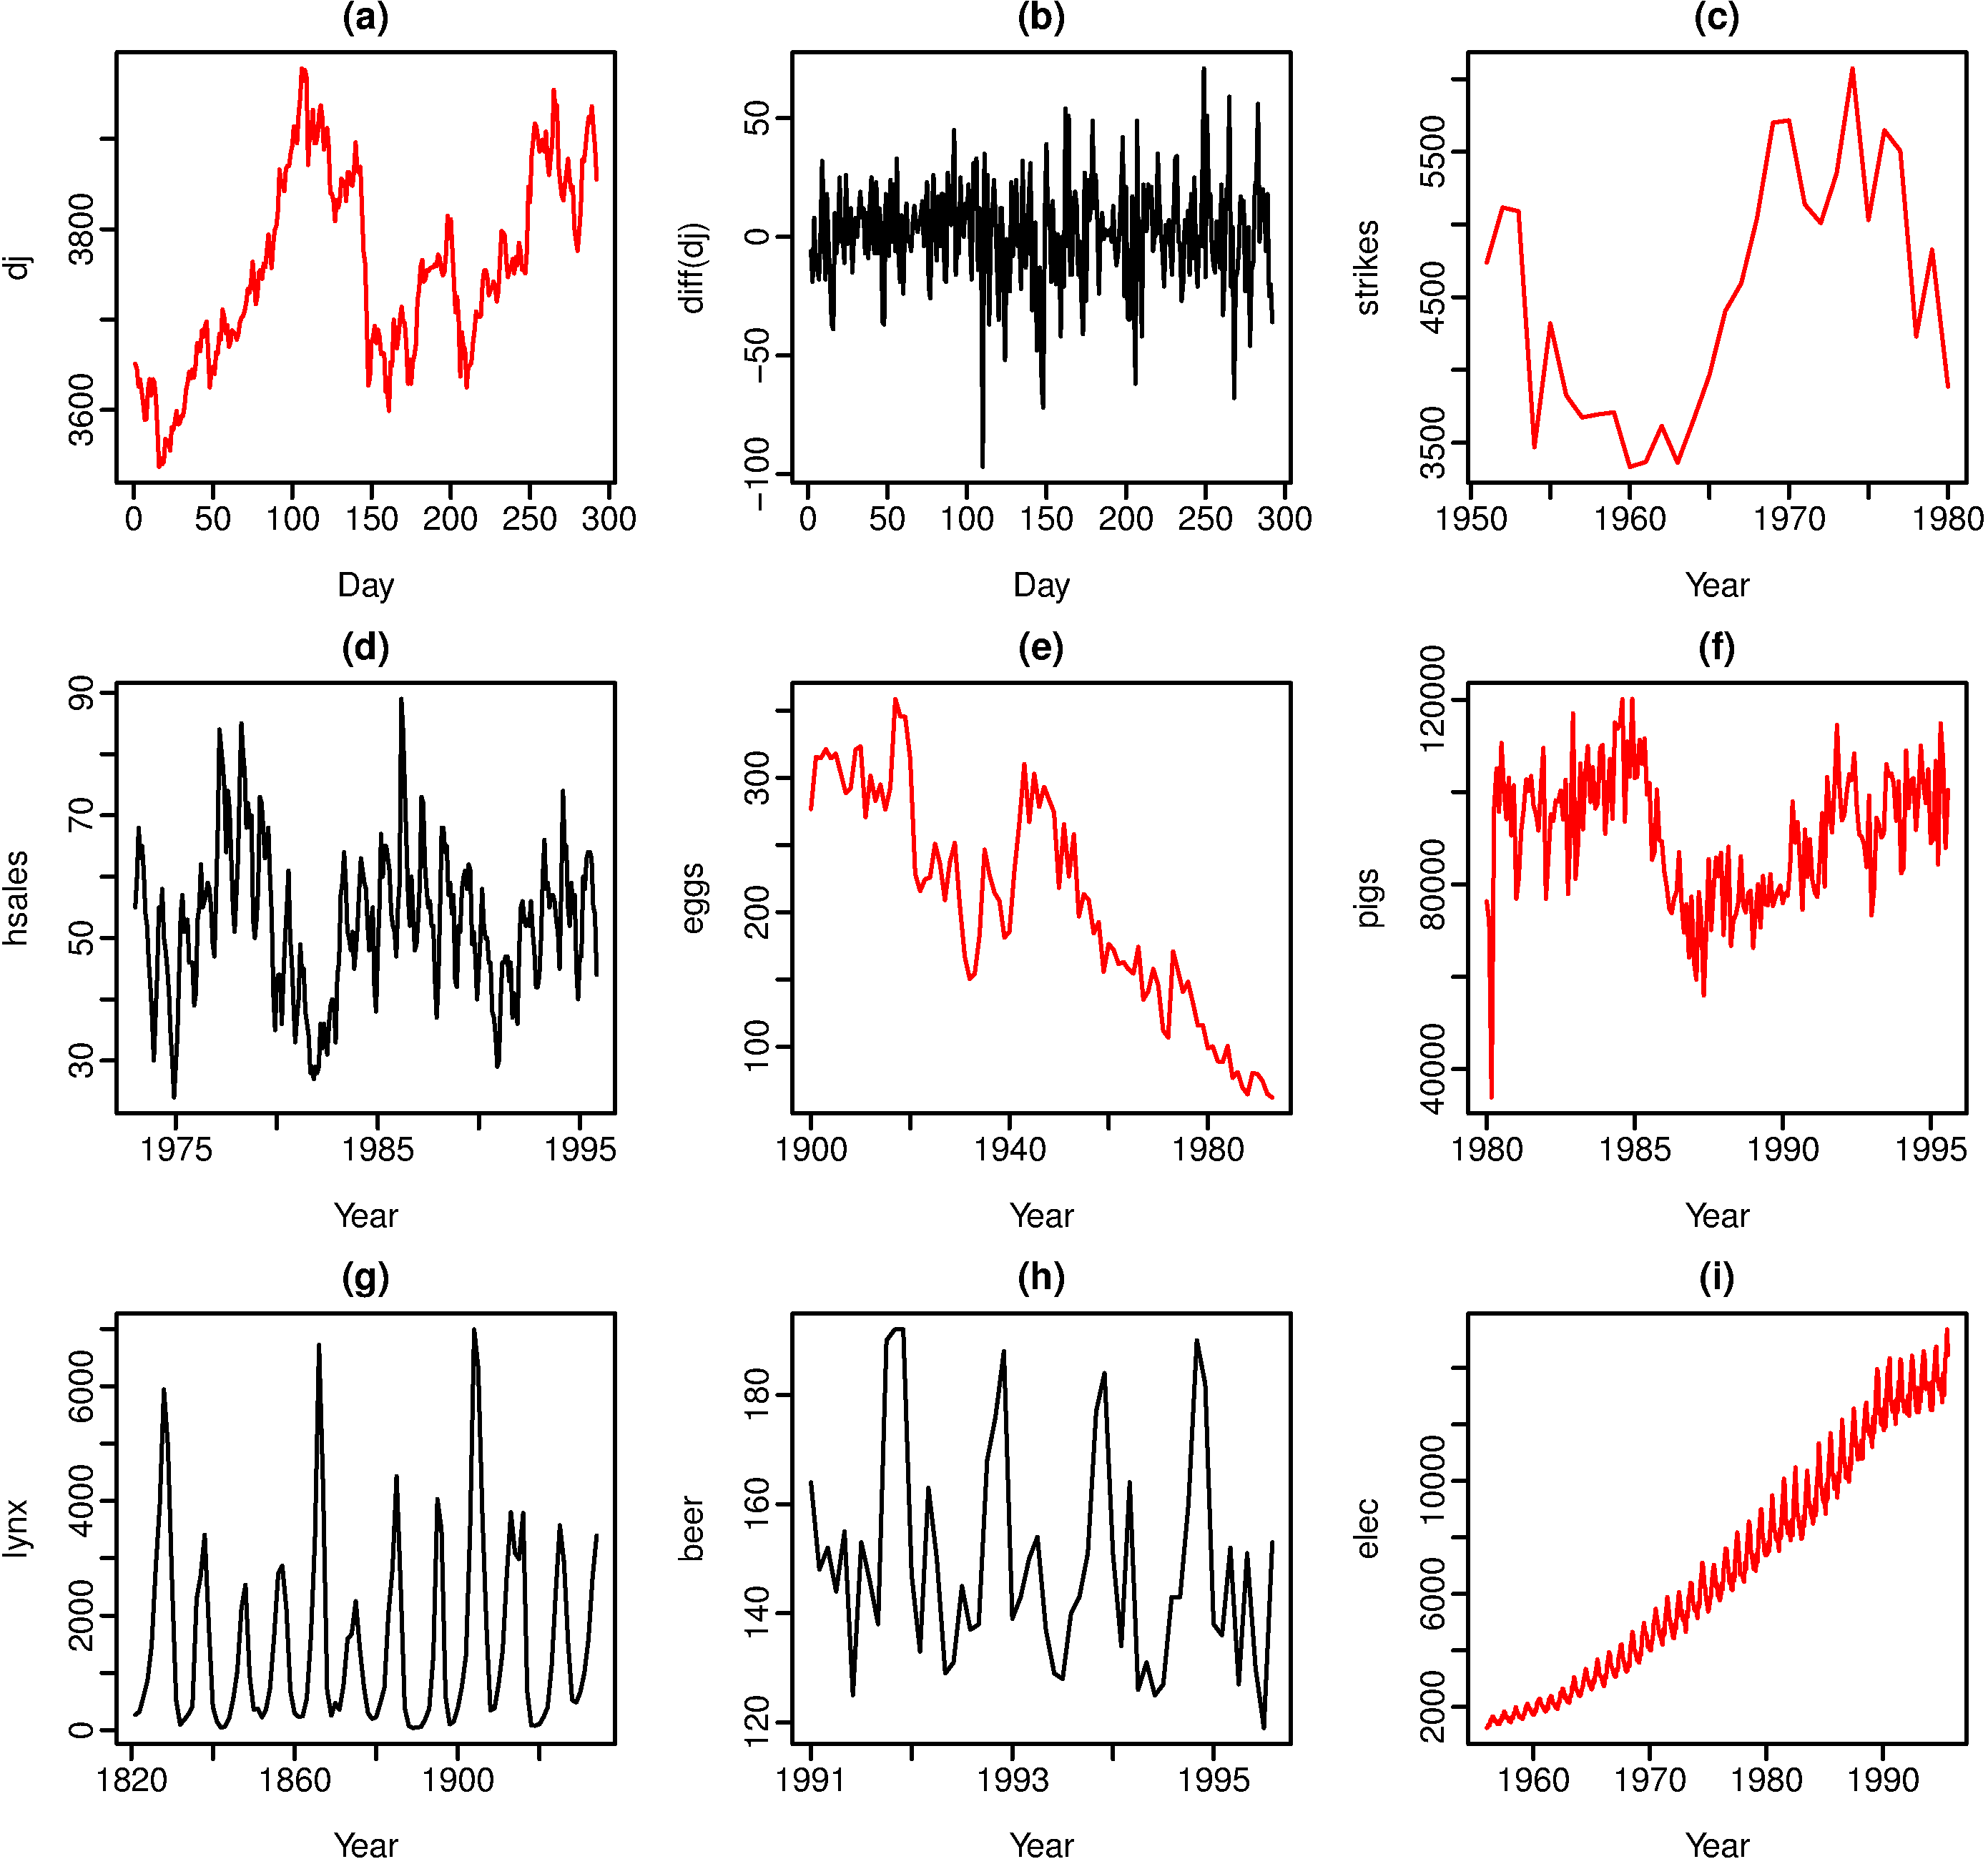 (a)
dj
3600 3800
0 50 100 150 200 250 300
Day
(b)
diff(dj)
−100 −50 0 50
0 50 100 150 200 250 300
Day
(c)
strikes
3500 4500 5500
1950 1960 1970 1980
Year
(d)
hsales
30 50 70 90
1975 1985 1995
Year
(e)
eggs
100 200 300
1900 1940 1980
Year
(f)
pigs
40000 80000 120000
1980 1985 1990 1995
Year
(g)
lynx
0 2000 4000 6000
1820 1860 1900
Year
(h)
beer
120 140 160 180
1991 1993 1995
Year
(i)
elec
2000 6000 10000
1960 1970 1980 1990
Year